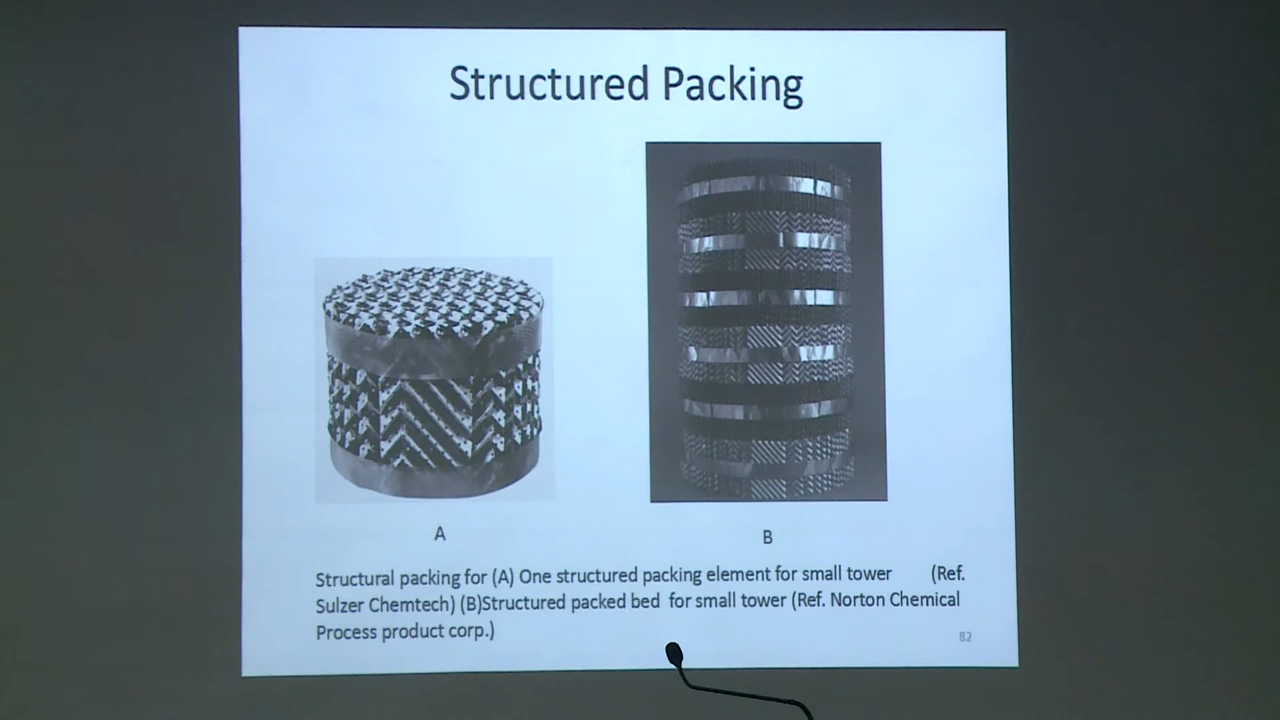 Structured Packing
A
B
Structural packing for (A) One structured packing element for small tower (Ref.
Sulzer Chemtech) (B)Structured packed bed for small tower (Ref. Norton Chemical
Process product corp.)
82